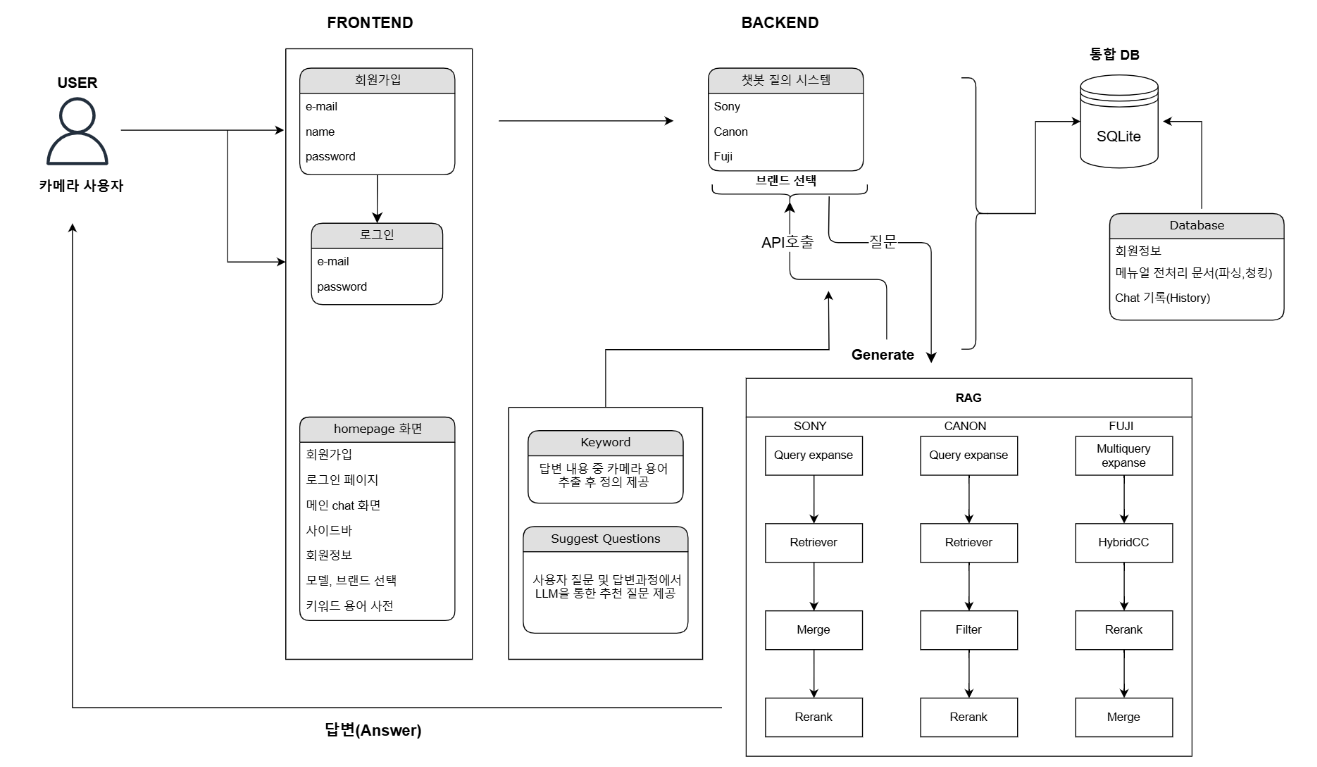 FRONTEND
BACKEND
통합 DB
USER
카메라 사용자
회원가입
e-mail
name
password
로그인
e-mail
password
homepage 화면
회원가입
로그인 페이지
메인 chat 화면
사이드바
회원정보
모델, 브랜드 선택
키워드 용어 사전
챗봇 질의 시스템
Sony
Canon
Fuji
브랜드 선택
API호출
질문
Generate
SQLite
Database
회원정보
메뉴얼 전처리 문서(파싱,청킹)
Chat 기록(History)
Keyword
답변 내용 중 카메라 용어
추출 후 정의 제공
Suggest Questions
사용자 질문 및 답변과정에서
LLM을 통한 추천 질문 제공
RAG
SONY
Query expanse
Retriever
Merge
Rerank
CANON
Query expanse
Retriever
Filter
Rerank
FUJI
Multiquery
expanse
HybridCC
Rerank
Merge
답변(Answer)